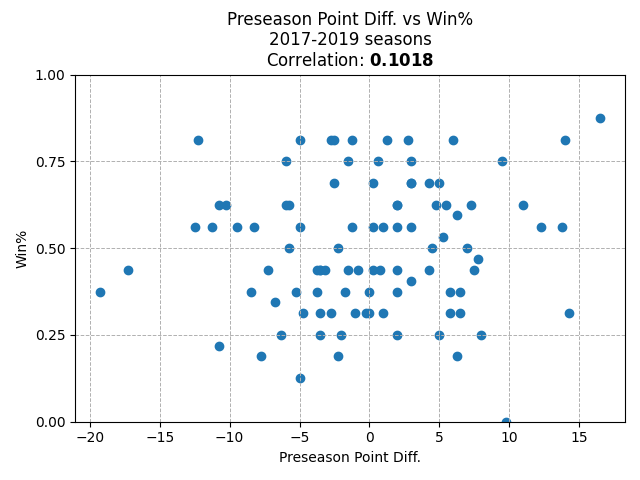 Preseason Point Diff. vs Win%
2017-2019 seasons
Correlation: 0.1018
1.00
0.75
0.50
0.25
0.00
Win%
−20 −15 −10 −5 0 5 10 15
Preseason Point Diff.